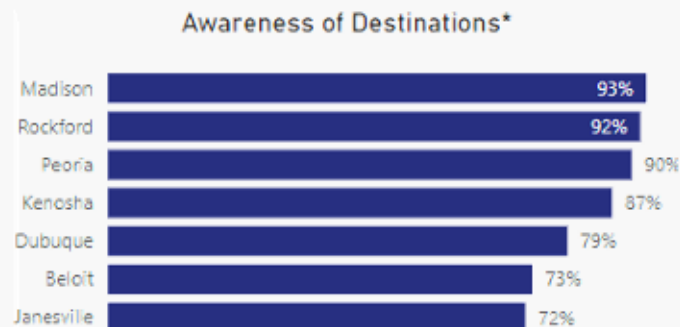 Awareness of Destinations*
Madison 93%
Rockford 92%
Peoria 90%
Kenosha 87%
Dubuque 79%
Beloit 73%
Janesville 72%